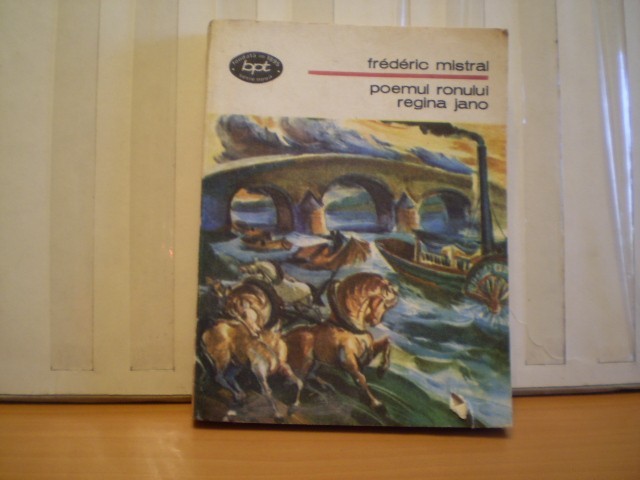 bpt
frédéric mistral
poemul ronului
regina jano